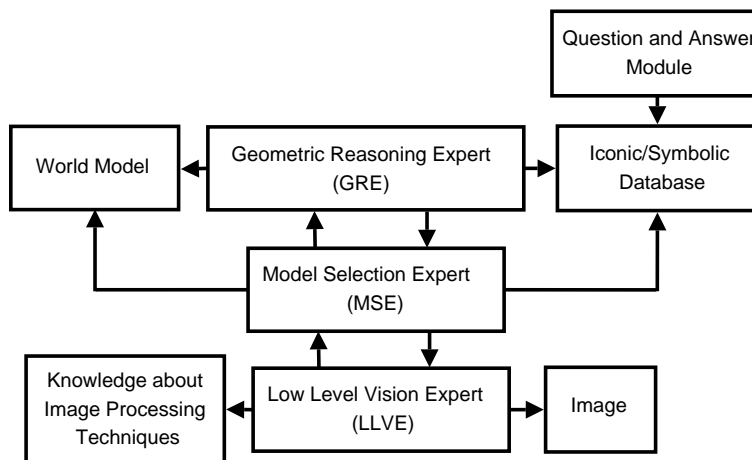 Question and Answer
Module
World Model
Geometric Reasoning Expert
(GRE)
Iconic/Symbolic
Database
Model Selection Expert
(MSE)
Knowledge about
Image Processing
Techniques
Low Level Vision Expert
(LLVE)
Image